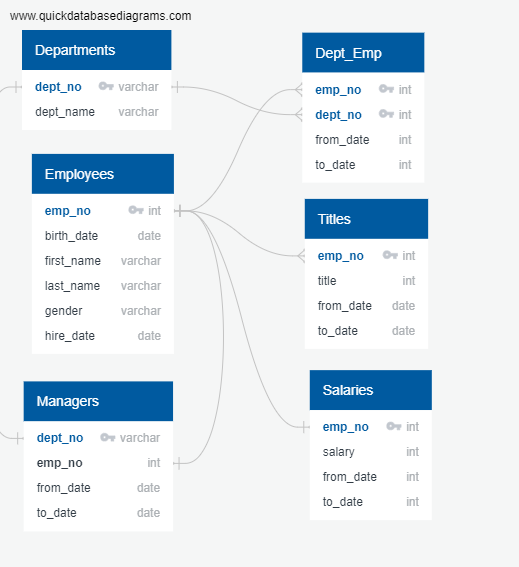 www.quickdatabasediagrams.com
Departments
dept_no varchar
dept_name varchar
Employees
emp_no int
birth_date date
first_name varchar
last_name varchar
gender varchar
hire_date date
Managers
dept_no varchar
emp_no int
from_date date
to_date date
Dept_Emp
emp_no int
dept_no int
from_date int
to_date int
Titles
emp_no int
title int
from_date date
to_date date
Salaries
emp_no int
salary int
from_date int
to_date int